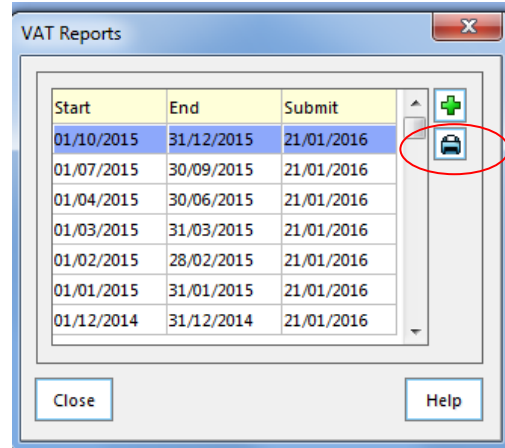 VAT Reports
Start End Submit
01/10/2015 31/12/2015 21/01/2016
01/07/2015 30/09/2015 21/01/2016
01/04/2015 30/06/2015 21/01/2016
01/03/2015 31/03/2015 21/01/2016
01/02/2015 28/02/2015 21/01/2016
01/01/2015 31/01/2015 21/01/2016
01/12/2014 31/12/2014 21/01/2016
Close Help